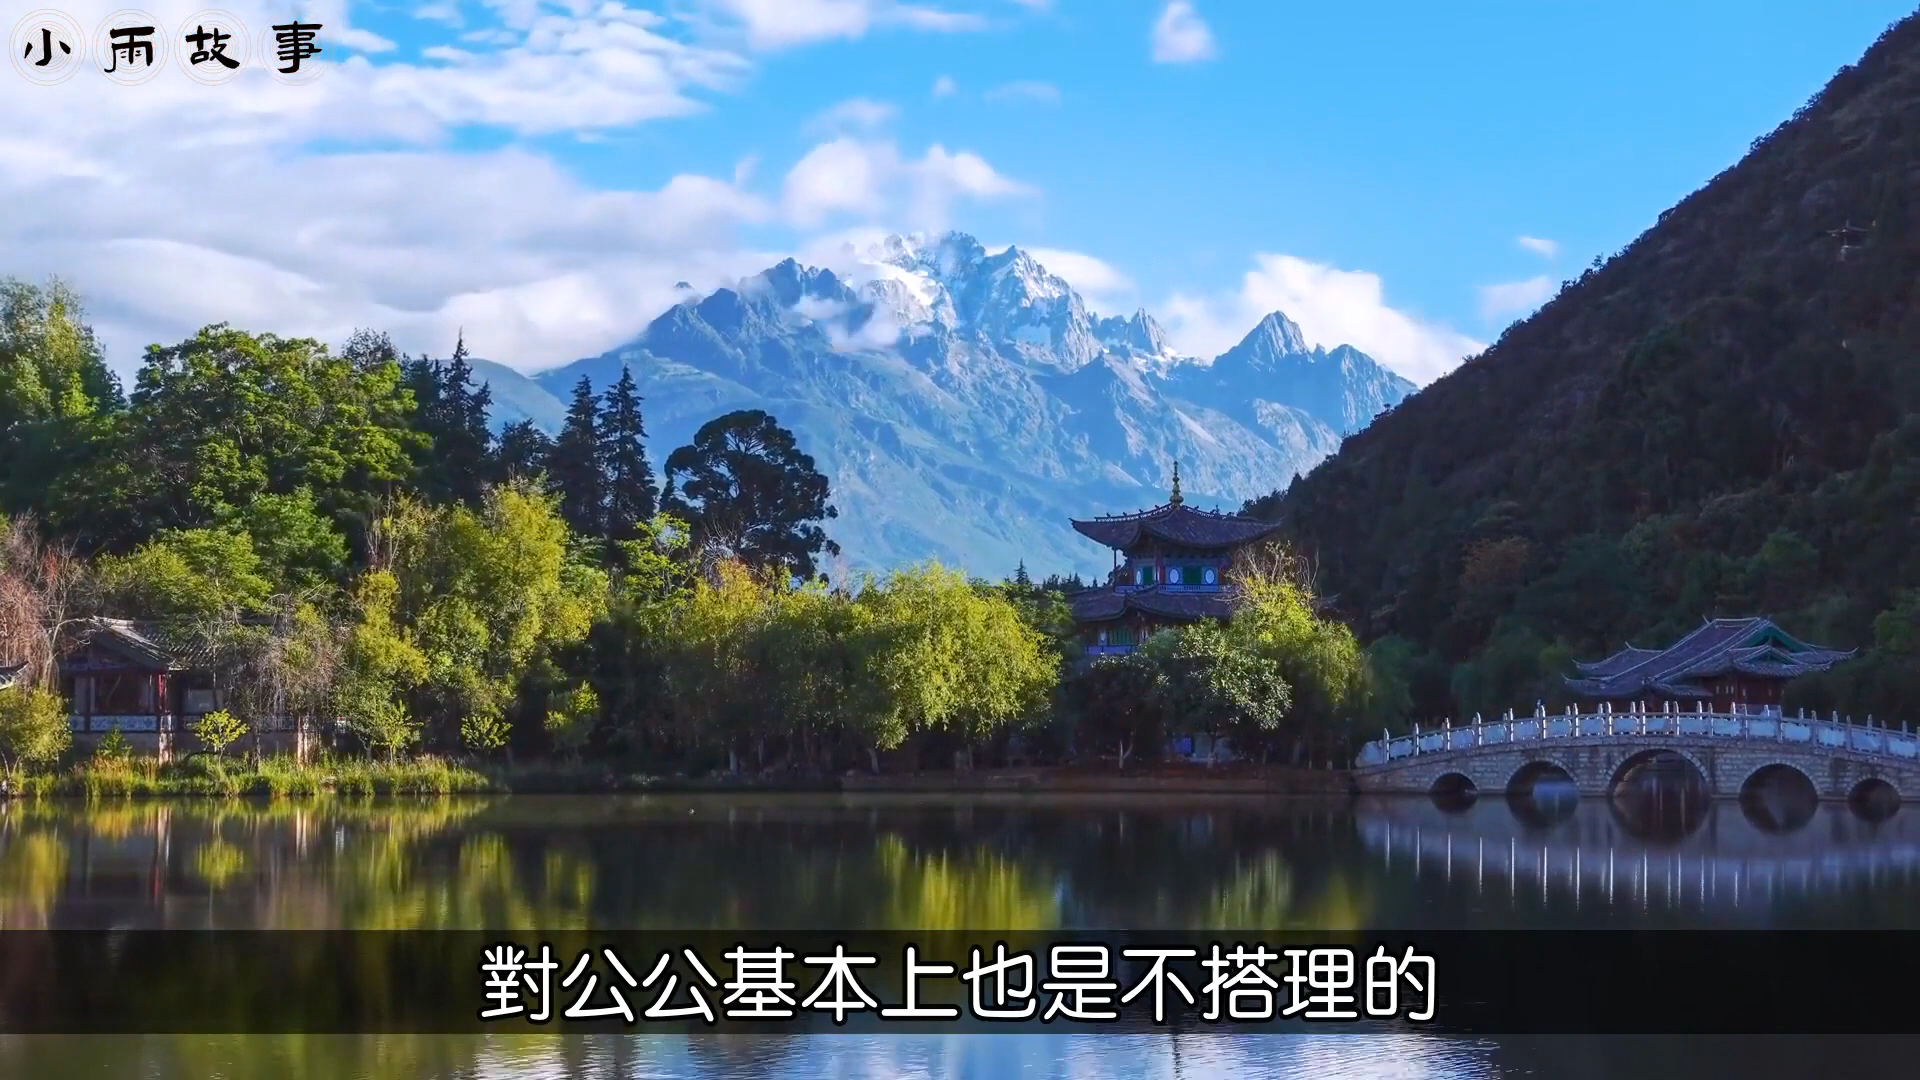 小雨故事
對公公基本上也是不搭理的